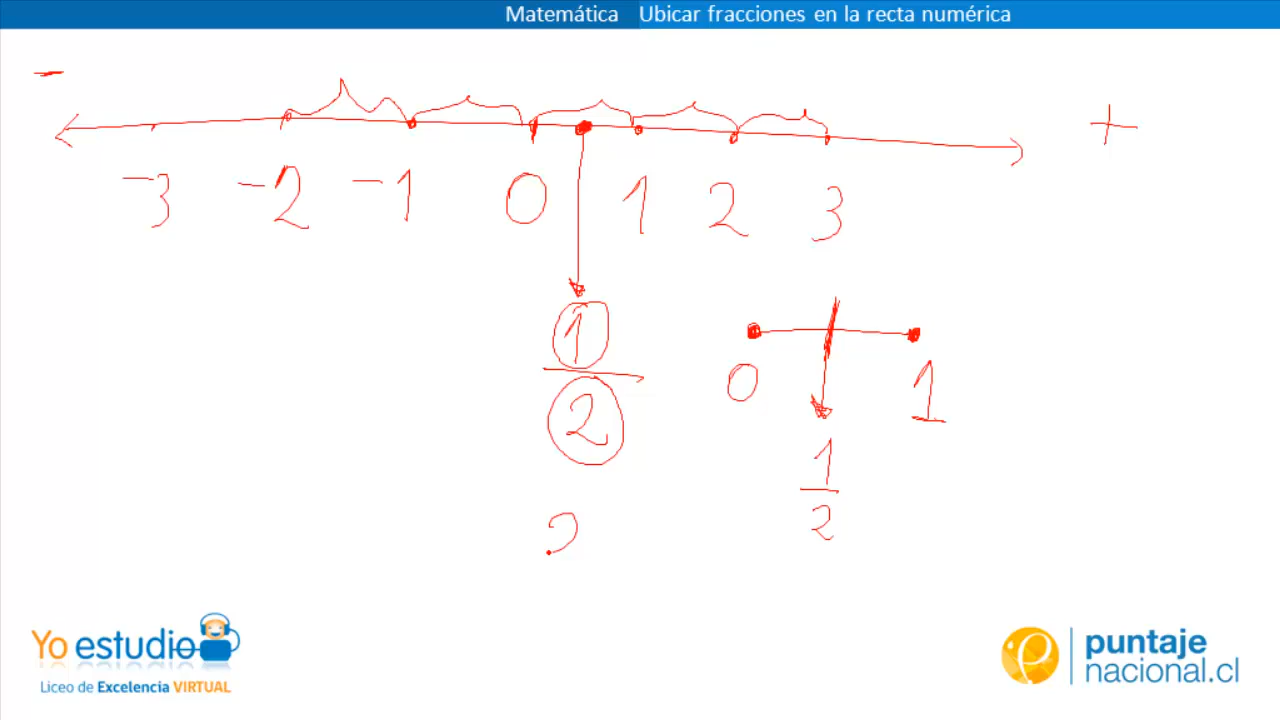 Matemática Ubicar fracciones en la recta numérica
-
+
-3 -2 -1 0 1 2 3
1
2
0 1
1
2
2
Yo estudio
Liceo de Excelencia VIRTUAL
puntaje
nacional.cl